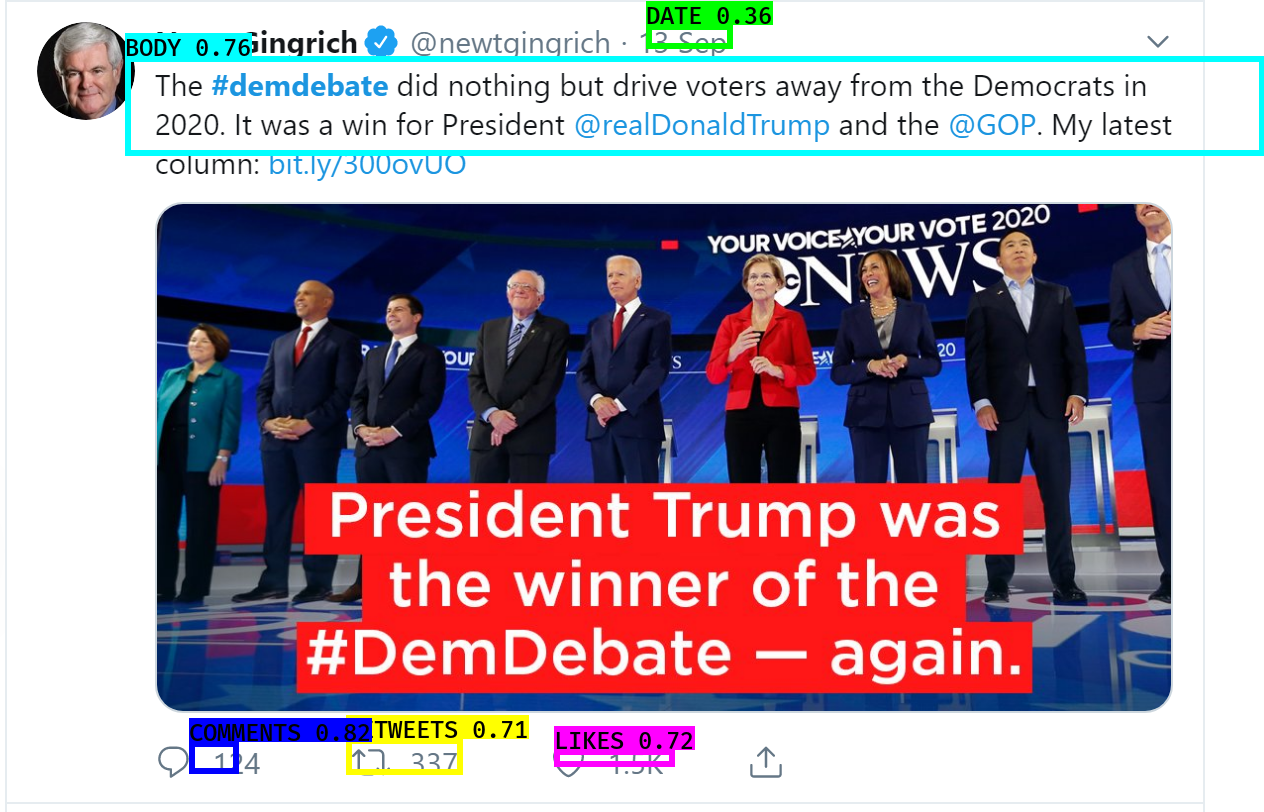 DATE 0.36
BODY 0.76
Gingrich @newtgingrich · 13 Sep
The #demdebate did nothing but drive voters away from the Democrats in
2020. It was a win for President @realDonaldTrump and the @GOP. My latest
column: bit.ly/300ovUO
YOUR VOICE YOUR VOTE 2020
NEWS
President Trump was
the winner of the
#DemDebate — again.
COMMENTS 0.82
TWEETS 0.71
LIKES 0.72
124 337 1.5K